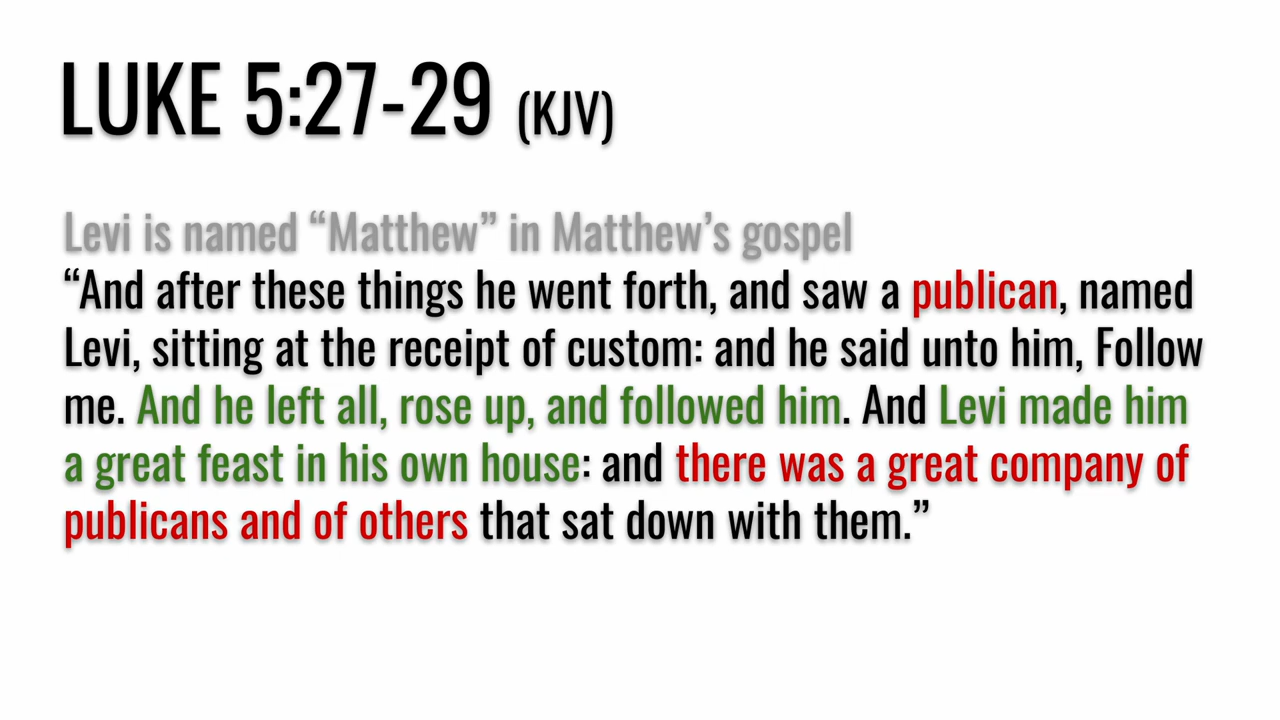 LUKE 5:27-29 (KJV)
Levi is named “Matthew” in Matthew’s gospel
“And after these things he went forth, and saw a publican, named
Levi, sitting at the receipt of custom: and he said unto him, Follow
me. And he left all, rose up, and followed him. And Levi made him
a great feast in his own house: and there was a great company of
publicans and of others that sat down with them.”